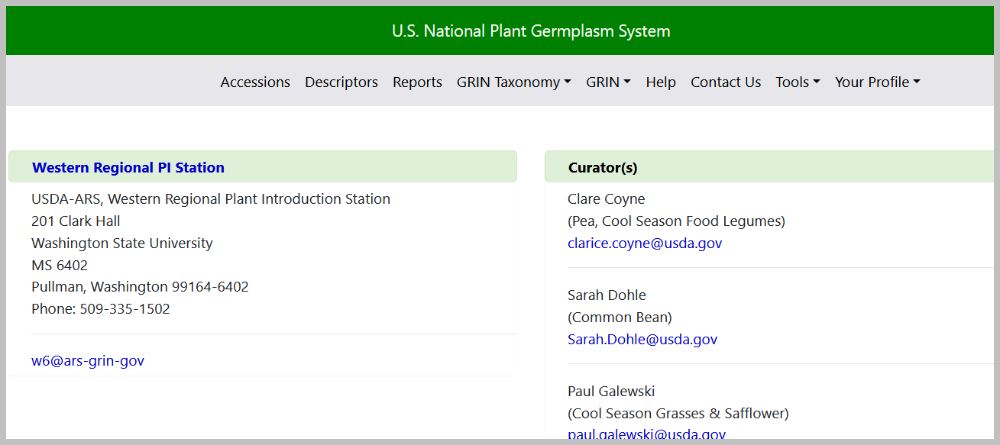 U.S. National Plant Germplasm System
Accessions Descriptors Reports GRIN Taxonomy GRIN Help Contact Us Tools Your Profile
Western Regional PI Station
USDA-ARS, Western Regional Plant Introduction Station
201 Clark Hall
Washington State University
MS 6402
Pullman, Washington 99164-6402
Phone: 509-335-1502
w6@ars-grin-gov
Curator(s)
Clare Coyne
(Pea, Cool Season Food Legumes)
clarice.coyne@usda.gov
Sarah Dohle
(Common Bean)
Sarah.Dohle@usda.gov
Paul Galewski
(Cool Season Grasses & Safflower)
paul.galewski@usda.gov